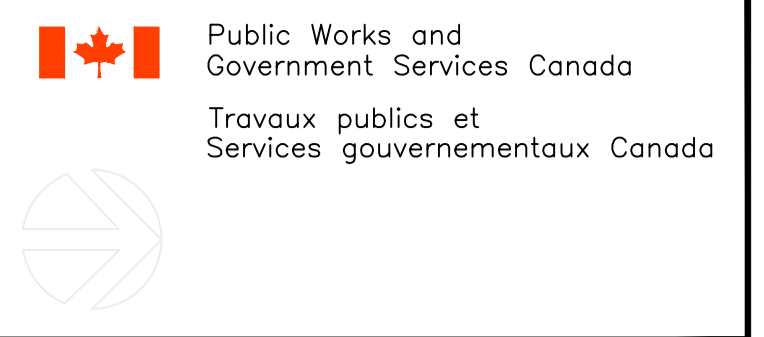 Public Works and
Government Services Canada
Travaux publics et
Services gouvernementaux Canada